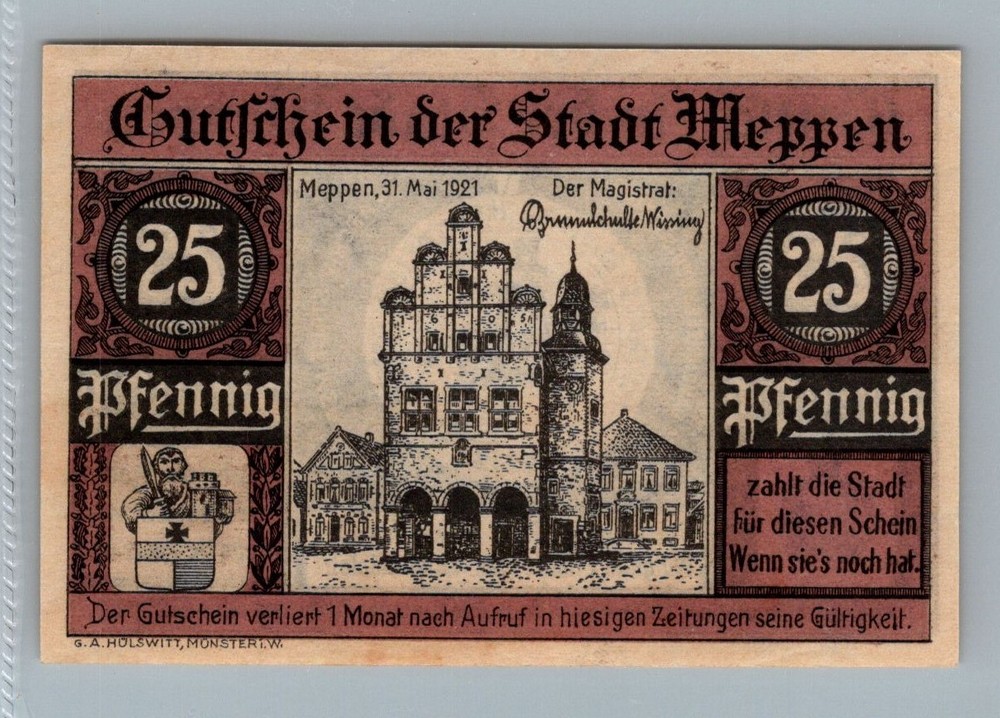 Gutschein der Stadt Meppen
Meppen, 31. Mai 1921
Der Magistrat:
25
Pfennig
25
Pfennig
zahlt die Stadt
für diesen Schein
Wenn sie's noch hat.
Der Gutschein verliert 1 Monat nach Aufruf in hiesigen Zeitungen seine Gültigkeit.
G. A. HÜLSWITT, MÜNSTER i. W.